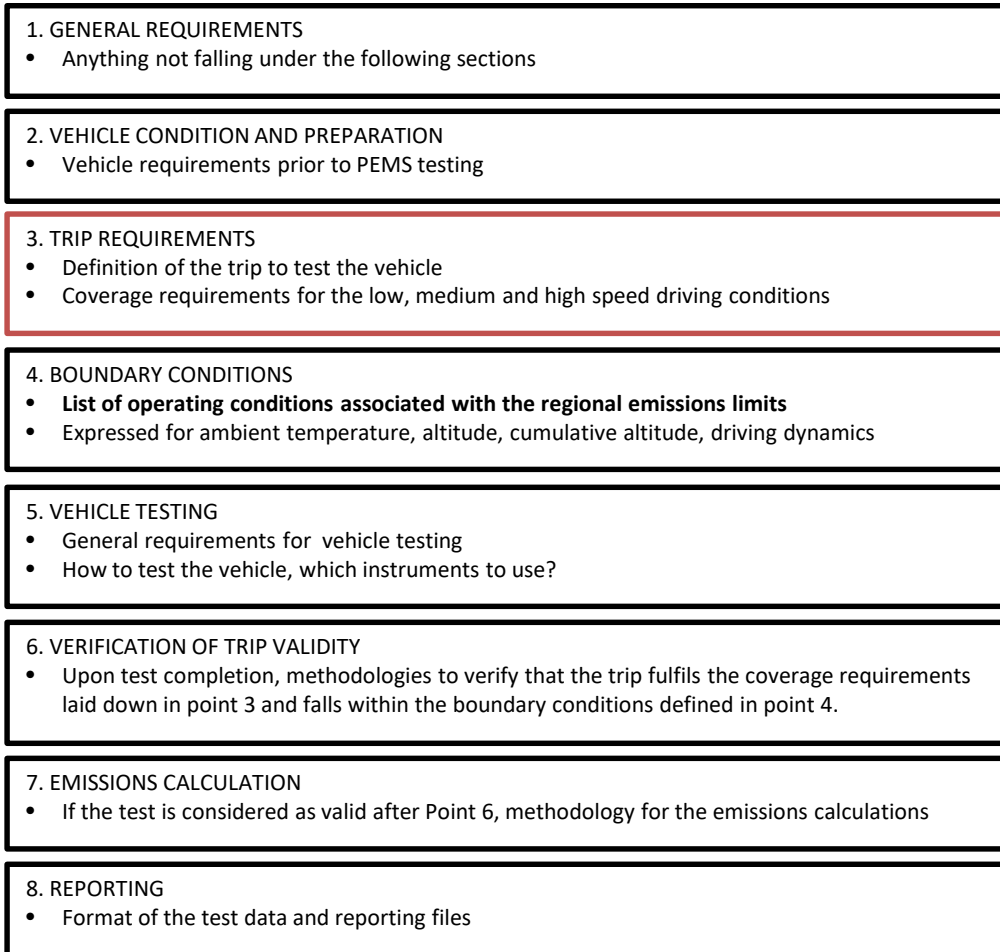 1. GENERAL REQUIREMENTS
• Anything not falling under the following sections
2. VEHICLE CONDITION AND PREPARATION
• Vehicle requirements prior to PEMS testing
3. TRIP REQUIREMENTS
• Definition of the trip to test the vehicle
• Coverage requirements for the low, medium and high speed driving conditions
4. BOUNDARY CONDITIONS
• List of operating conditions associated with the regional emissions limits
• Expressed for ambient temperature, altitude, cumulative altitude, driving dynamics
5. VEHICLE TESTING
• General requirements for vehicle testing
• How to test the vehicle, which instruments to use?
6. VERIFICATION OF TRIP VALIDITY
• Upon test completion, methodologies to verify that the trip fulfils the coverage requirements
laid down in point 3 and falls within the boundary conditions defined in point 4.
7. EMISSIONS CALCULATION
• If the test is considered as valid after Point 6, methodology for the emissions calculations
8. REPORTING
• Format of the test data and reporting files